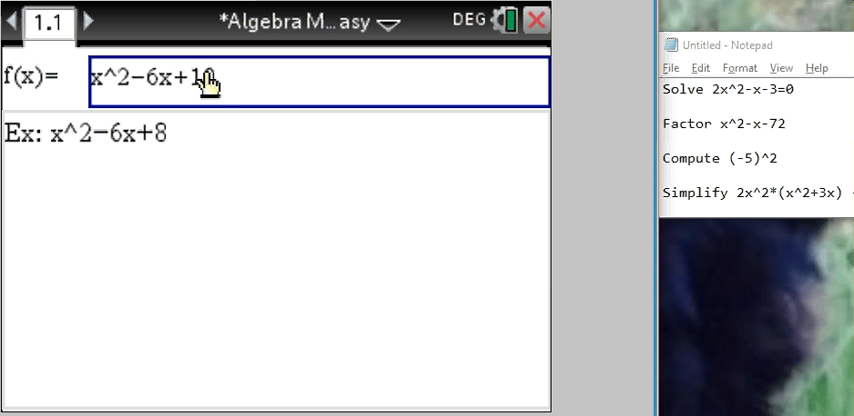 1.1 *Algebra M...asy DEG
f(x)= x^2−6x+10
Ex: x^2−6x+8
Untitled - Notepad
File Edit Format View Help
Solve 2x^2-x-3=0
Factor x^2-x-72
Compute (-5)^2
Simplify 2x^2*(x^2+3x)